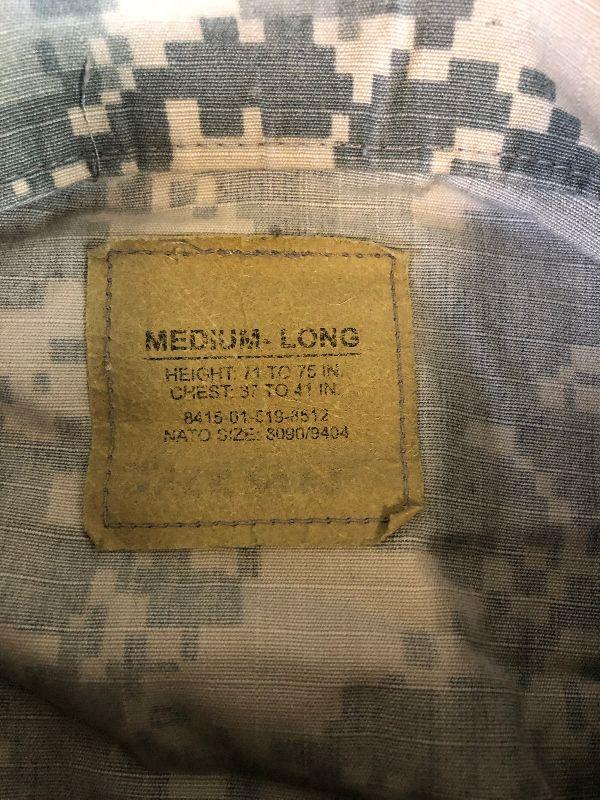 MEDIUM- LONG
HEIGHT: 71 TO 75 IN.
CHEST: 37 TO 41 IN.
8415-01-519-8512
NATO SIZE: 8090/9404